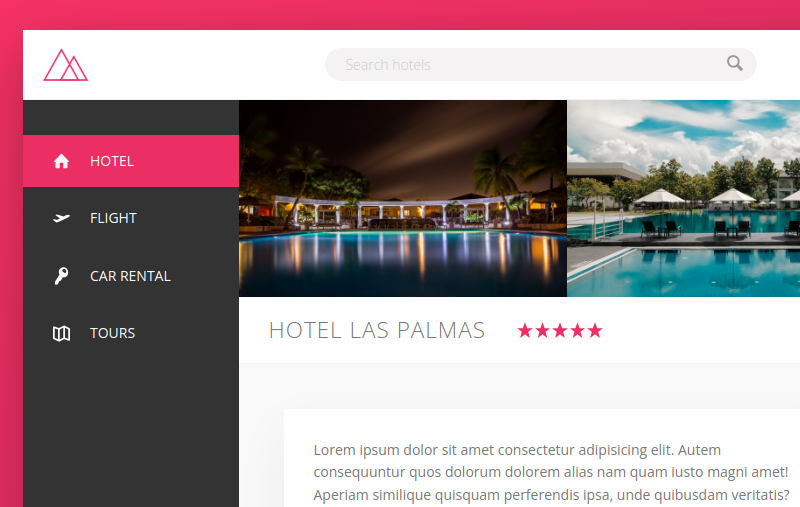 Search hotels
HOTEL
FLIGHT
CAR RENTAL
TOURS
HOTEL LAS PALMAS
Lorem ipsum dolor sit amet consectetur adipisicing elit. Autem
consequuntur quos dolorum dolorem alias nam quam iusto magni amet!
Aperiam similique quisquam perferendis ipsa, unde quibusdam veritatis?